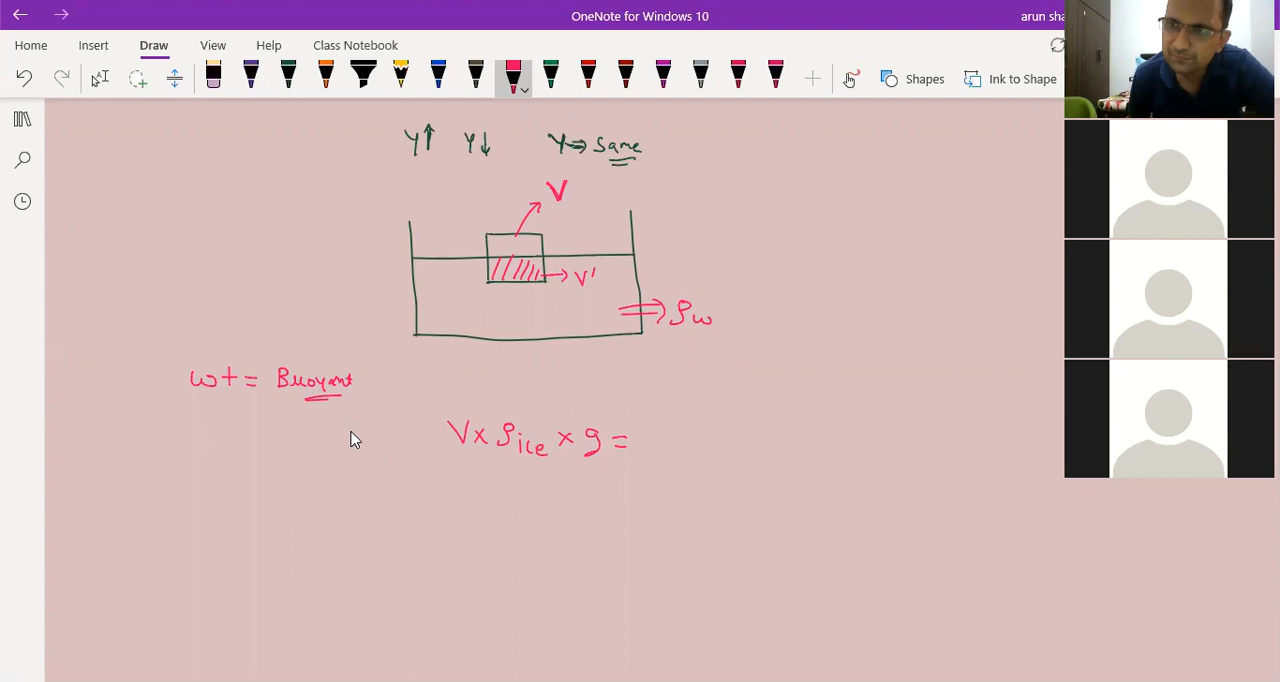 OneNote for Windows 10
arun sha
Home Insert Draw View Help Class Notebook
Shapes Ink to Shape
Y↑ Y↓ Y⇒ Same
V
V'
ρw
wt = Buoyant
V× ρice × g =